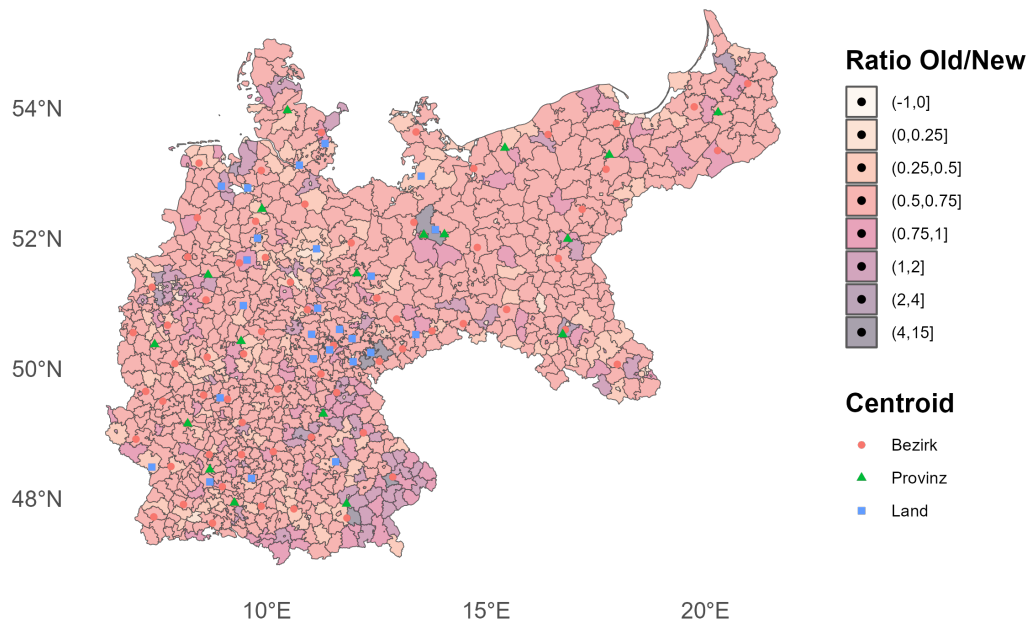 54°N
52°N
50°N
48°N
10°E
15°E
20°E
Ratio Old/New
(-1,0]
(0,0.25]
(0.25,0.5]
(0.5,0.75]
(0.75,1]
(1,2]
(2,4]
(4,15]
Centroid
Bezirk
Provinz
Land